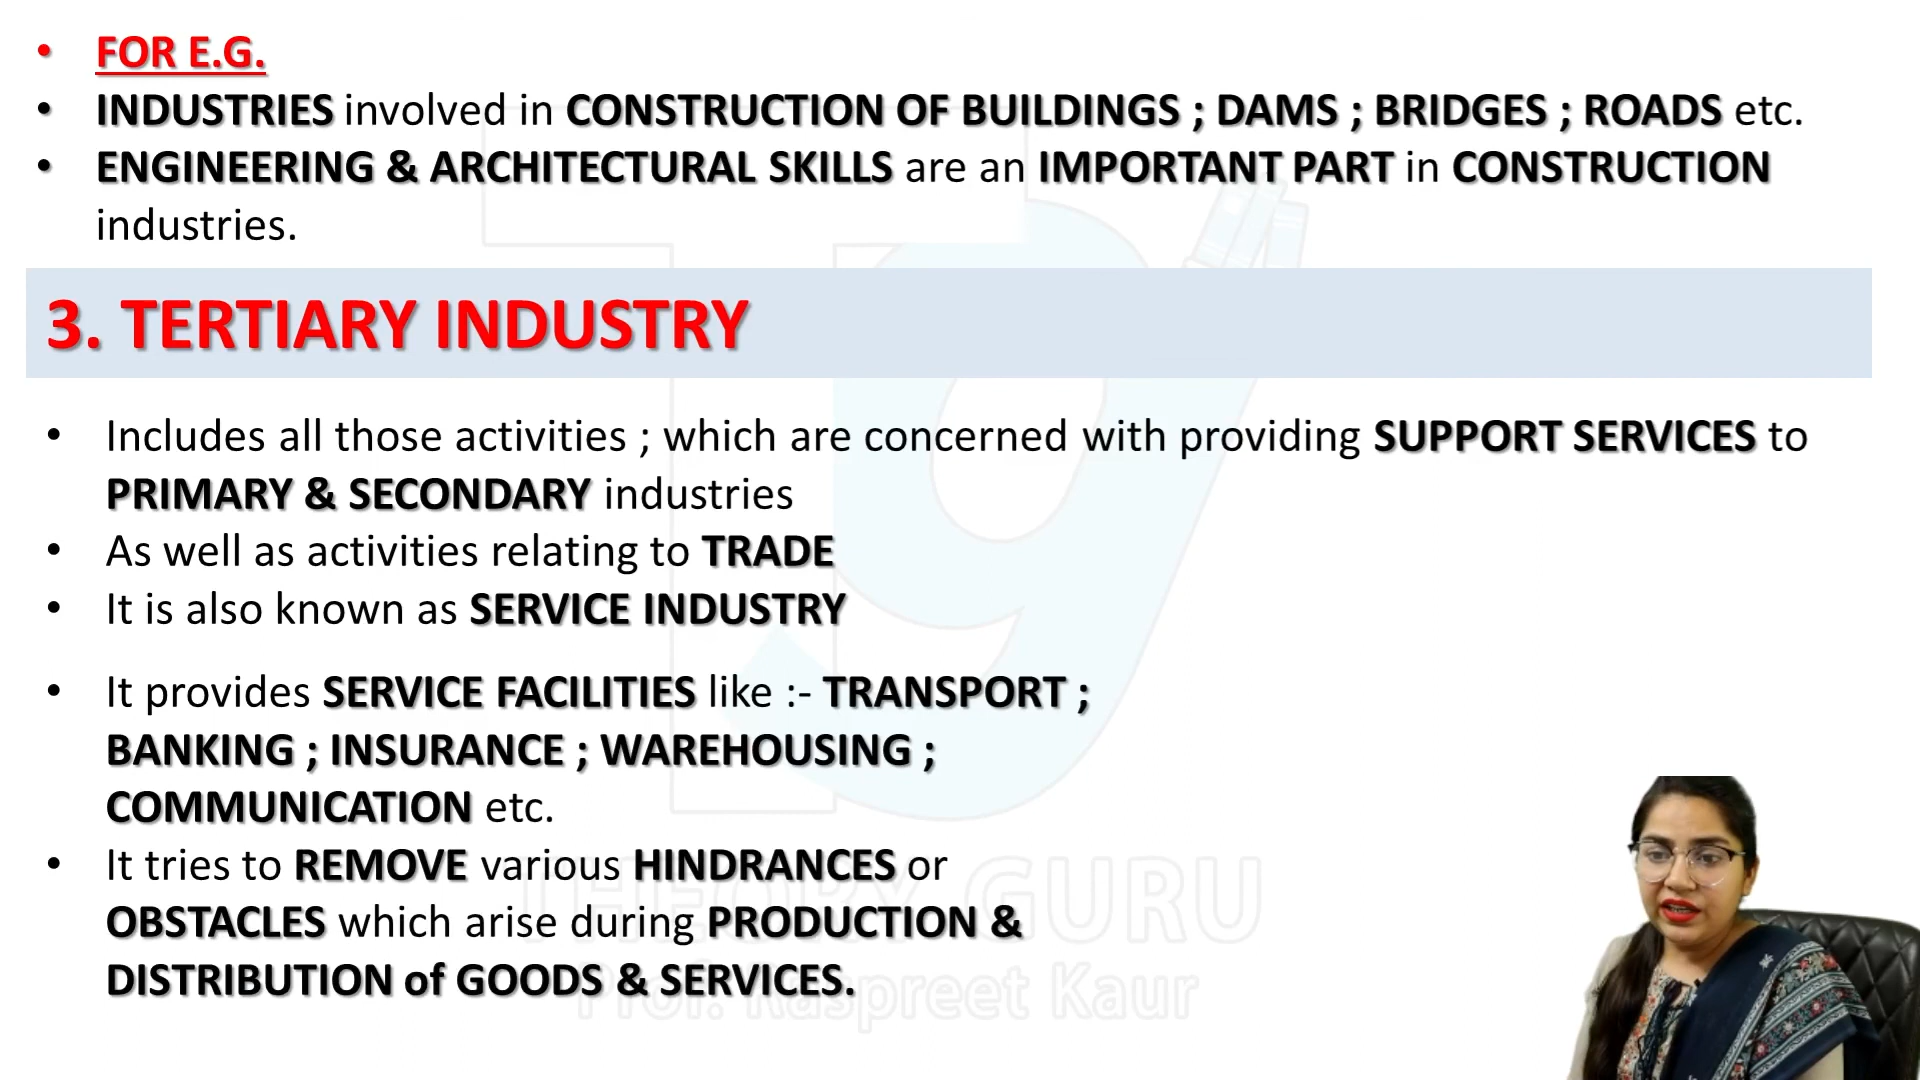 • FOR E.G.
• INDUSTRIES involved in CONSTRUCTION OF BUILDINGS ; DAMS ; BRIDGES ; ROADS etc.
• ENGINEERING & ARCHITECTURAL SKILLS are an IMPORTANT PART in CONSTRUCTION
industries.
3. TERTIARY INDUSTRY
• Includes all those activities ; which are concerned with providing SUPPORT SERVICES to
PRIMARY & SECONDARY industries
• As well as activities relating to TRADE
• It is also known as SERVICE INDUSTRY
• It provides SERVICE FACILITIES like :- TRANSPORT ;
BANKING ; INSURANCE ; WAREHOUSING ;
COMMUNICATION etc.
• It tries to REMOVE various HINDRANCES or
OBSTACLES which arise during PRODUCTION &
DISTRIBUTION of GOODS & SERVICES.
THEORY GURU
Prof. Raspreet Kaur